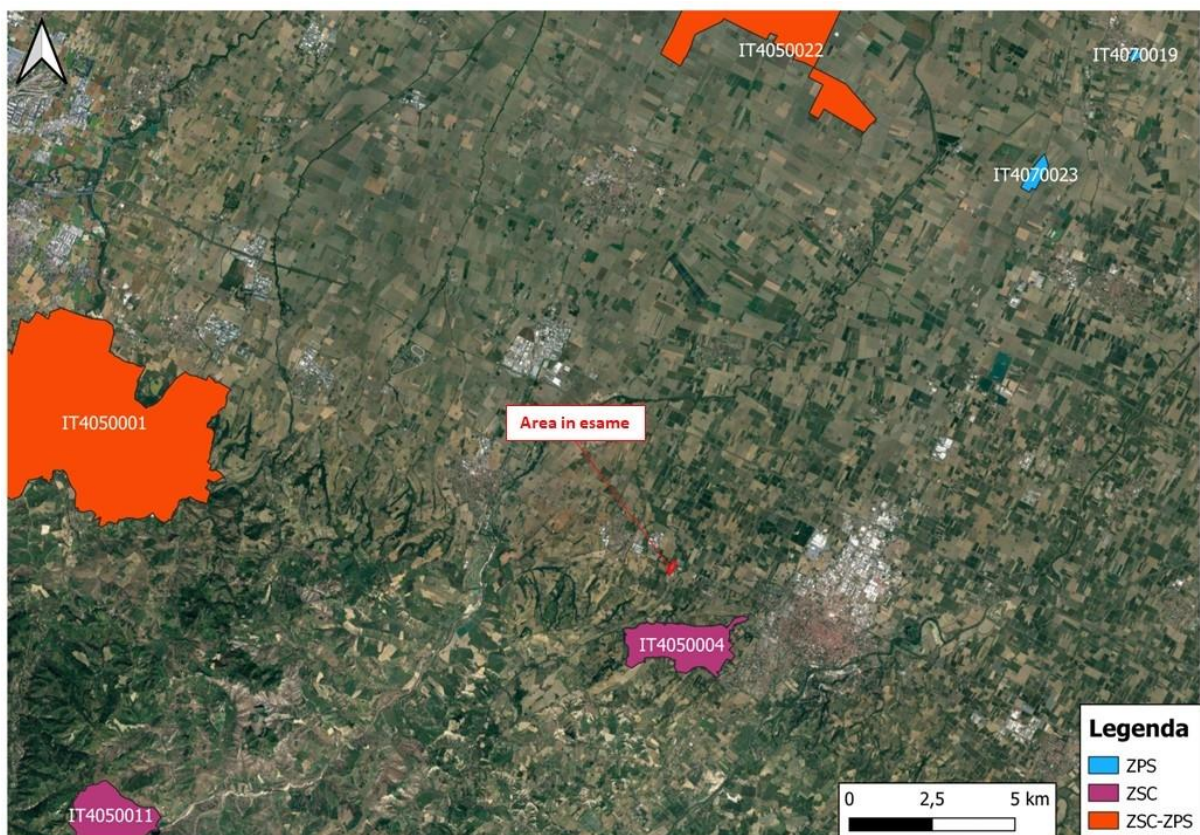 IT4050022
IT4070019
IT4070023
IT4050001
Area in esame
IT4050004
IT4050011
Legenda
ZPS
ZSC
ZSC-ZPS
0 2,5 5 km